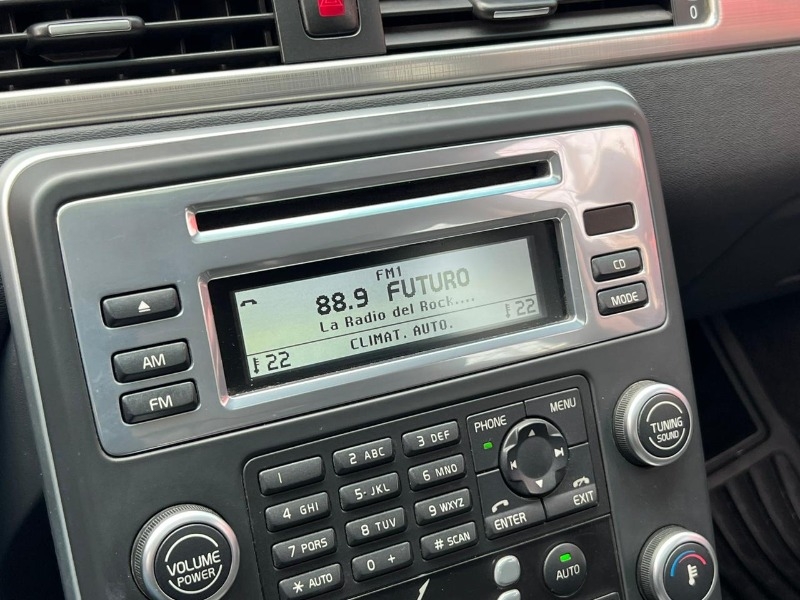 0
FM1
88.9 FUTURO
La Radio del Rock....
22 CLIMAT. AUTO. 22
CD
MODE
AM
FM
1
2 ABC
3 DEF
4 GHI
5- JKL
6 MNO
7 PQRS
8 TUV
9 WXYZ
* AUTO
0 +
# SCAN
PHONE
MENU
ENTER
EXIT
TUNING
SOUND
VOLUME
POWER
AUTO